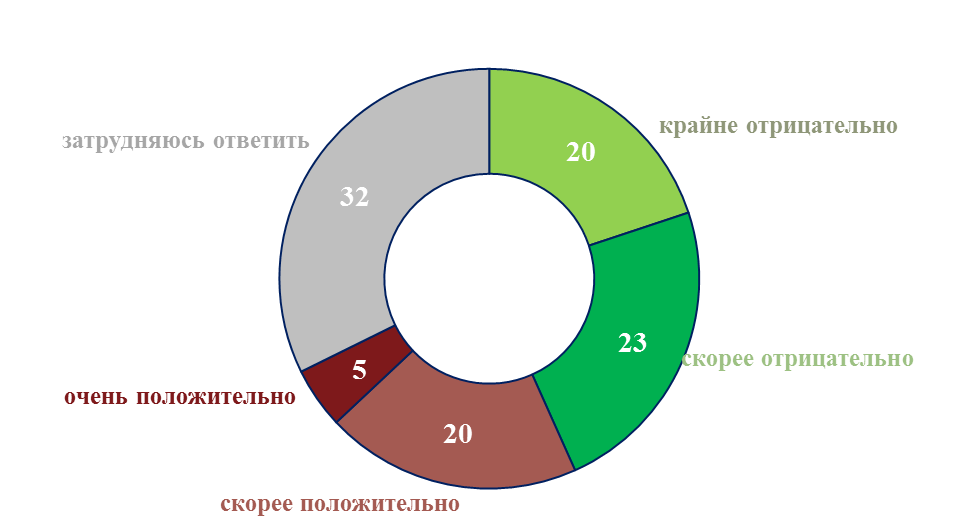 крайне отрицательно
затрудняюсь ответить
20
32
23
скорее отрицательно
5
очень положительно
20
скорее положительно